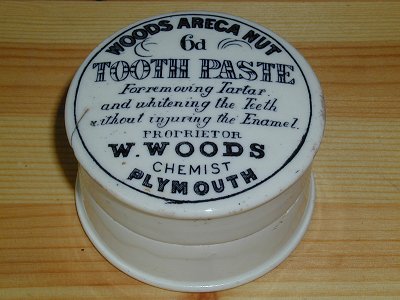 WOODS ARECA NUT
6d
TOOTH PASTE
For removing Tartar
and whitening the Teeth
without injuring the Enamel.
PROPRIETOR
W. WOODS
CHEMIST
PLYMOUTH